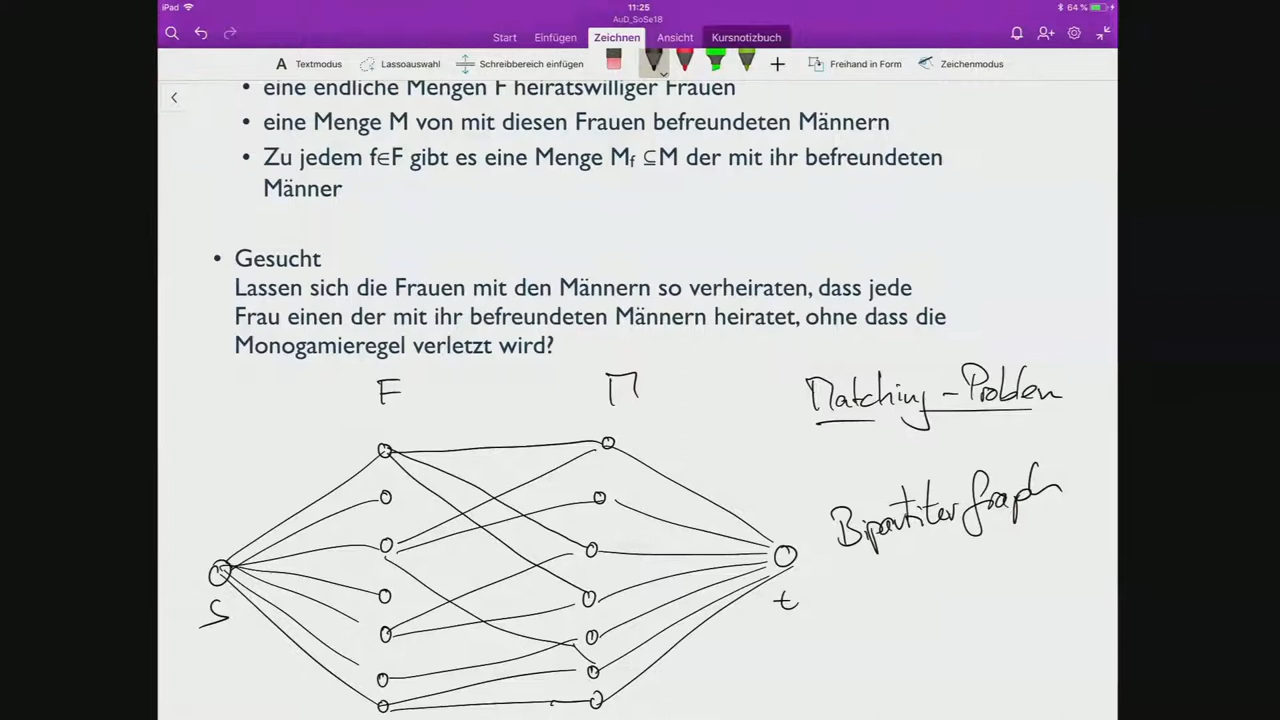 iPad
11:25
64 %
AuD_SoSe18
Start Einfügen Zeichnen Ansicht Kursnotizbuch
A Textmodus Lassoauswahl Schreibbereich einfügen Freihand in Form Zeichenmodus
• eine endliche Mengen F heiratswilliger Frauen
• eine Menge M von mit diesen Frauen befreundeten Männern
• Zu jedem f∈F gibt es eine Menge Mf ⊆M der mit ihr befreundeten
Männer
• Gesucht
Lassen sich die Frauen mit den Männern so verheiraten, dass jede
Frau einen der mit ihr befreundeten Männern heiratet, ohne dass die
Monogamieregel verletzt wird?
F M
Matching-Problem
Bipartiter Graph
s
t